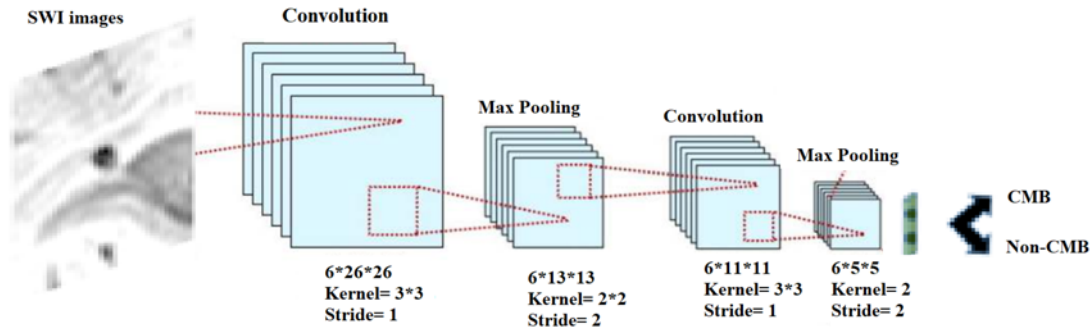 SWI images
Convolution
Max Pooling
Convolution
Max Pooling
CMB
Non-CMB
6*26*26
Kernel= 3*3
Stride= 1
6*13*13
Kernel= 2*2
Stride= 2
6*11*11
Kernel= 3*3
Stride= 1
6*5*5
Kernel= 2
Stride= 2